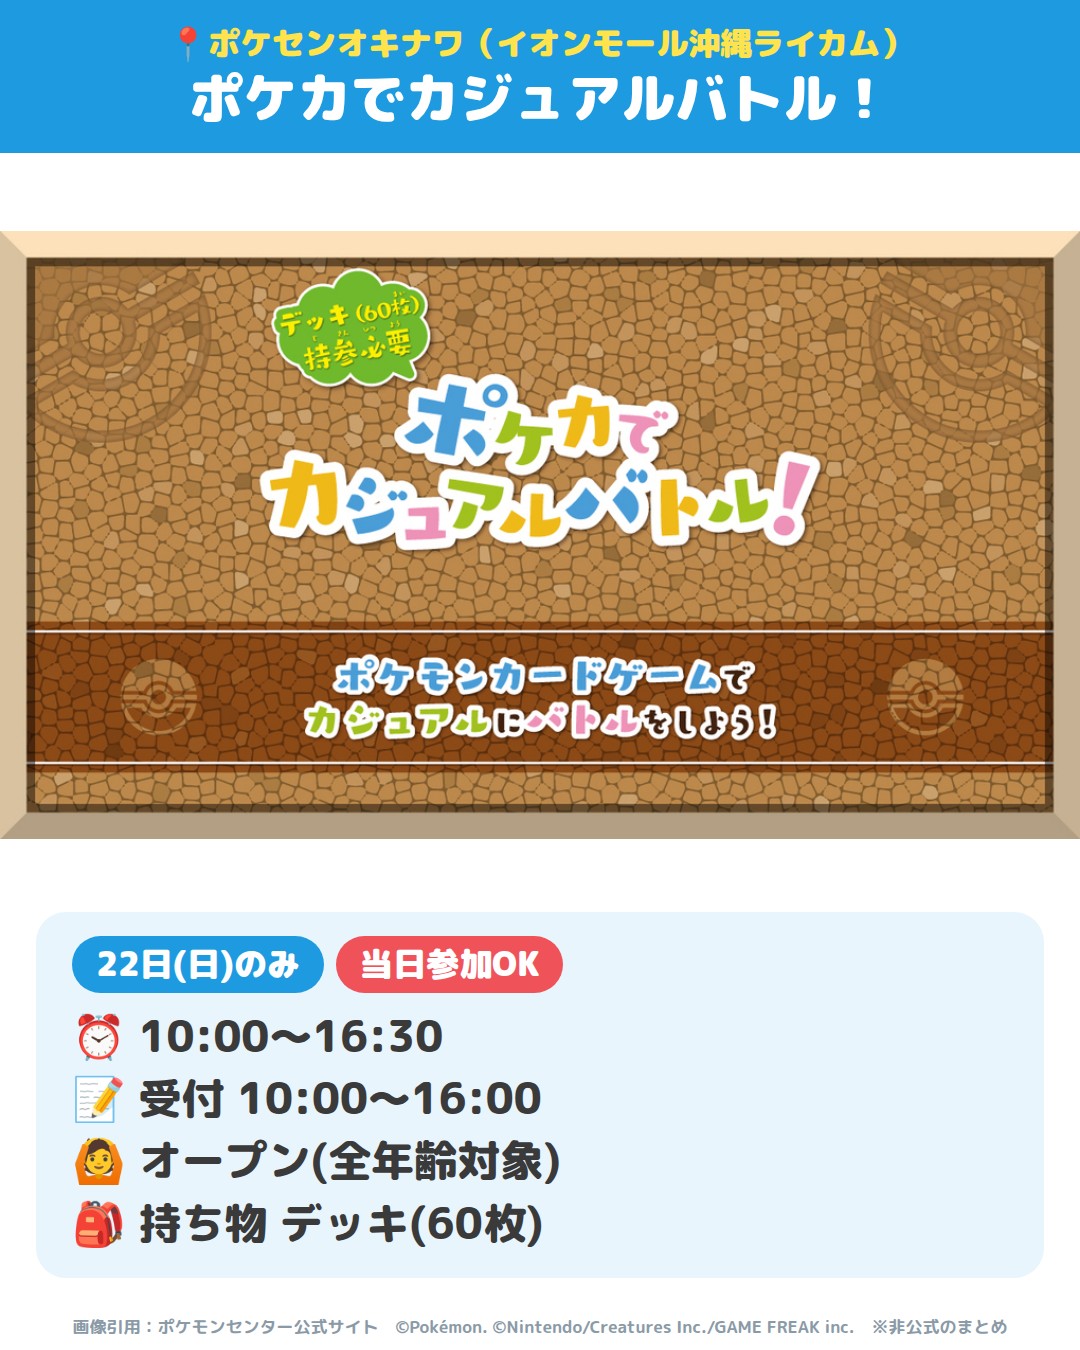 📍ポケセンオキナワ（イオンモール沖縄ライカム）
ポケカでカジュアルバトル！
デッキ(60枚)
持参必要
ポケカで
カジュアルバトル!
ポケモンカードゲームで
カジュアルにバトルをしよう!
22日(日)のみ 当日参加OK
⏰ 10:00〜16:30
📝 受付 10:00〜16:00
🙆 オープン(全年齢対象)
🎒 持ち物 デッキ(60枚)
画像引用：ポケモンセンター公式サイト　©Pokémon. ©Nintendo/Creatures Inc./GAME FREAK inc.　※非公式のまとめ